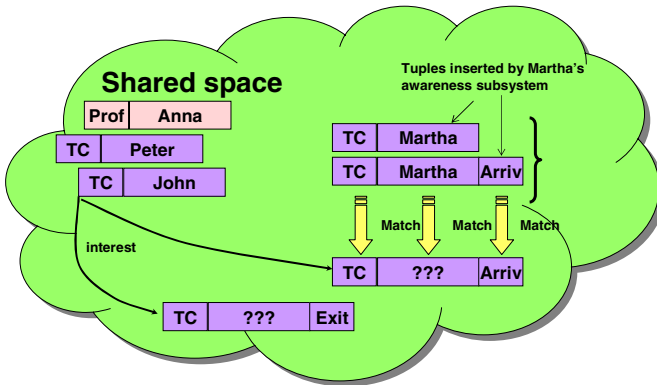 Shared space
Prof Anna
TC Peter
TC John
Tuples inserted by Martha's
awareness subsystem
TC Martha
TC Martha Arriv
Match Match Match
interest
TC ??? Arriv
TC ??? Exit